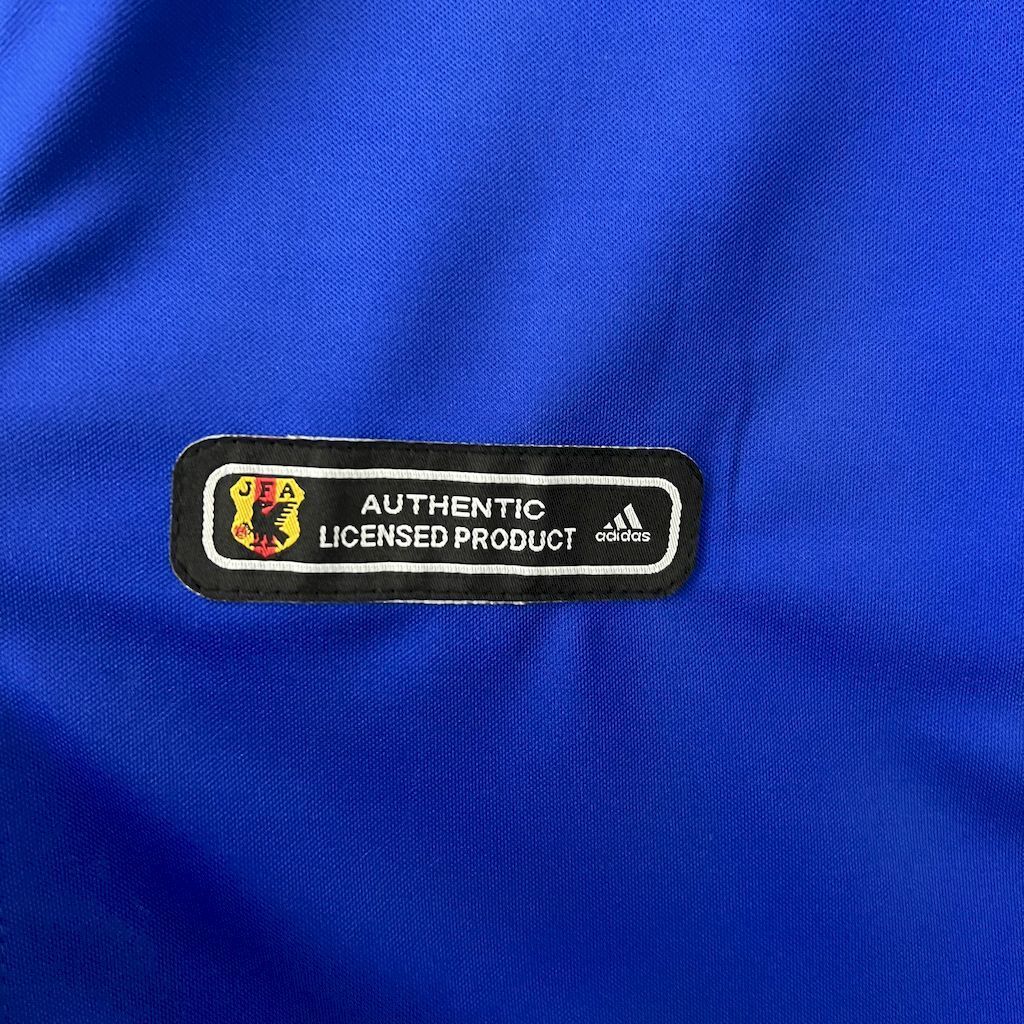 JFA
AUTHENTIC
LICENSED PRODUCT
adidas